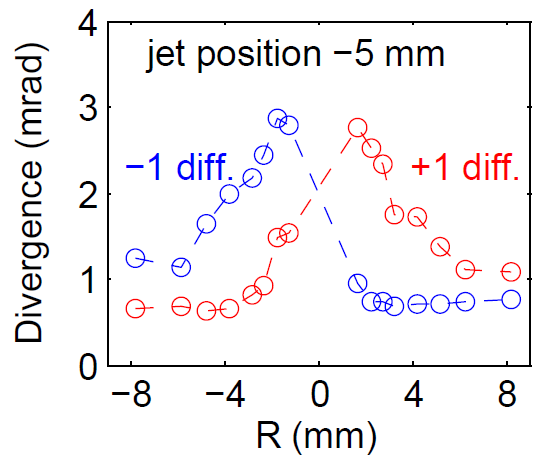 4
jet position −5 mm
3
−1 diff.
+1 diff.
2
1
0
Divergence (mrad)
−8 −4 0 4 8
R (mm)